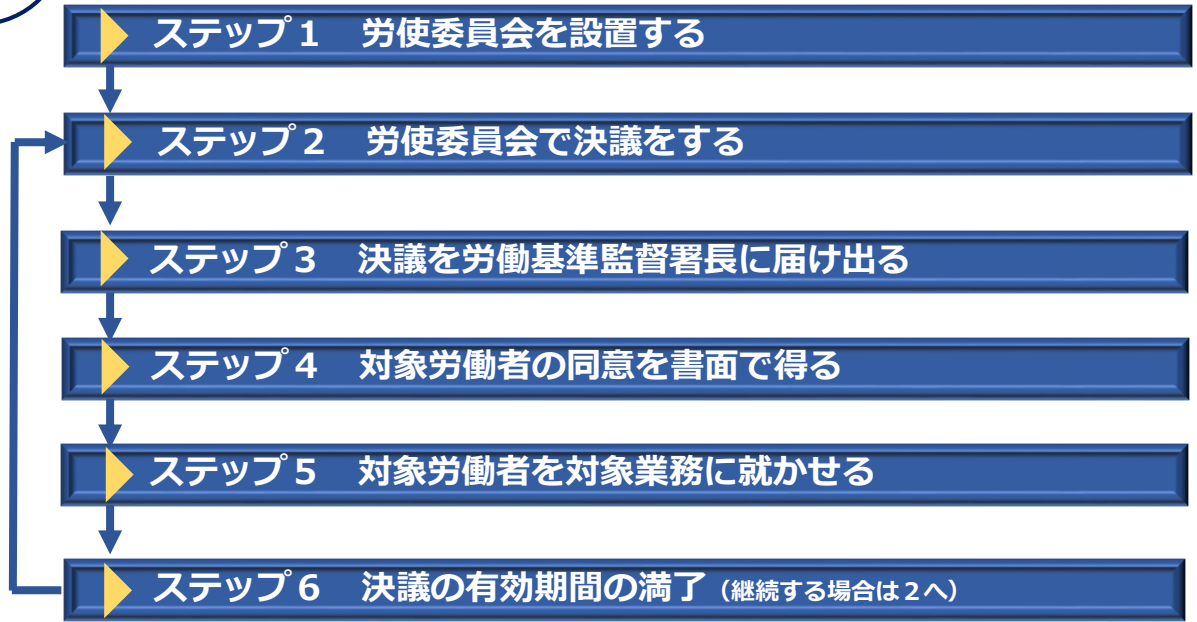 ステップ１　労使委員会を設置する
ステップ２　労使委員会で決議をする
ステップ３　決議を労働基準監督署長に届け出る
ステップ４　対象労働者の同意を書面で得る
ステップ５　対象労働者を対象業務に就かせる
ステップ６　決議の有効期間の満了（継続する場合は２へ）